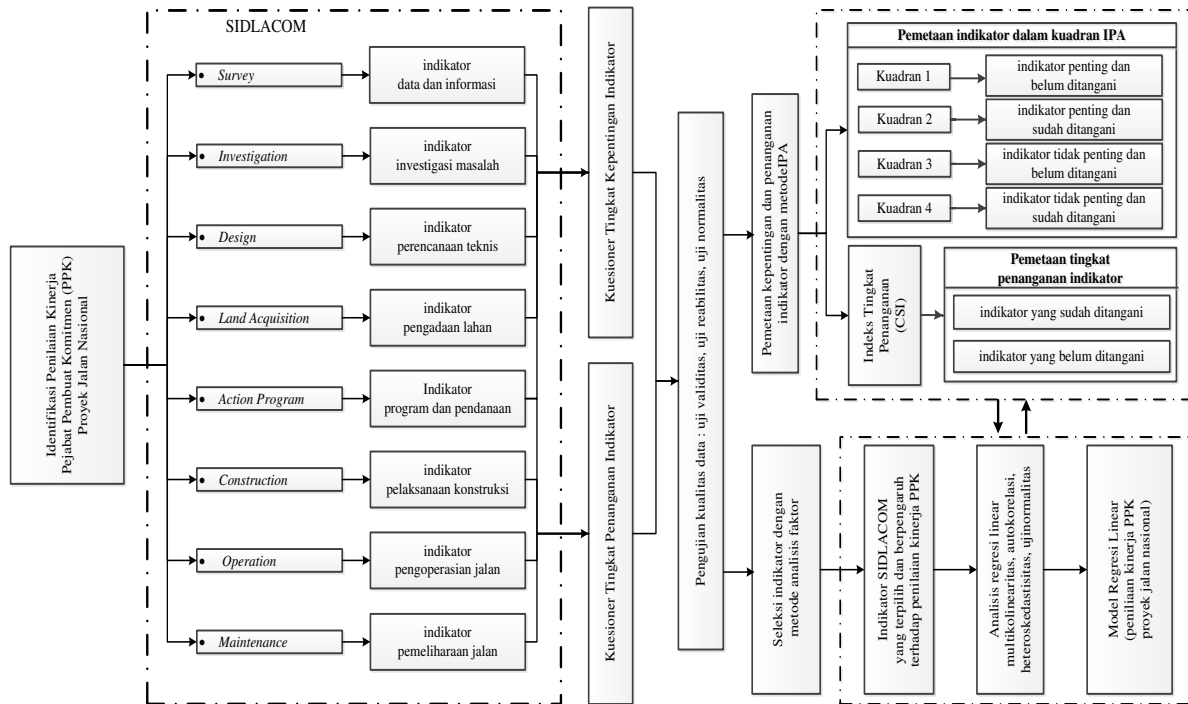 Identifikasi Penilaian Kinerja
Pejabat Pembuat Komitmen (PPK)
Proyek Jalan Nasional
SIDLACOM
• Survey
indikator
data dan informasi
• Investigation
indikator
investigasi masalah
• Design
indikator
perencanaan teknis
• Land Acquisition
indikator
pengadaan lahan
• Action Program
Indikator
program dan pendanaan
• Construction
indikator
pelaksanaan konstruksi
• Operation
indikator
pengoperasian jalan
• Maintenance
indikator
pemeliharaan jalan
Kuesioner Tingkat Kepentingan Indikator
Kuesioner Tingkat Penanganan Indikator
Pengujian kualitas data : uji validitas, uji reabilitas, uji normalitas
Pemetaan kepentingan dan penanganan
indikator dengan metodeIPA
Pemetaan indikator dalam kuadran IPA
Kuadran 1
indikator penting dan
belum ditangani
Kuadran 2
indikator penting dan
sudah ditangani
Kuadran 3
indikator tidak penting dan
belum ditangani
Kuadran 4
indikator tidak penting dan
sudah ditangani
Indeks Tingkat
Penanganan
(CSI)
Pemetaan tingkat
penanganan indikator
indikator yang sudah ditangani
indikator yang belum ditangani
Seleksi indikator dengan
metode analisis faktor
Indikator SIDLACOM
yang terpilih dan berpengaruh
terhadap penilaian kinerja PPK
Analisis regresi linear
multikolinearitas, autokorelasi,
heteroskedastisitas, ujinormalitas
Model Regresi Linear
(peniliaan kinerja PPK
proyek jalan nasional)